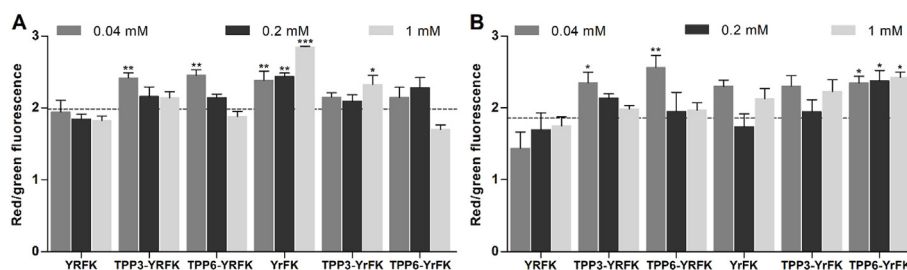 A
0.04 mM 0.2 mM 1 mM
Red/green fluorescence
3
2
1
0
** ** ** ** *** *
YRFK TPP3-YRFK TPP6-YRFK YrFK TPP3-YrFK TPP6-YrFK
B
0.04 mM 0.2 mM 1 mM
Red/green fluorescence
3
2
1
0
* ** * * *
YRFK TPP3-YRFK TPP6-YRFK YrFK TPP3-YrFK TPP6-YrFK